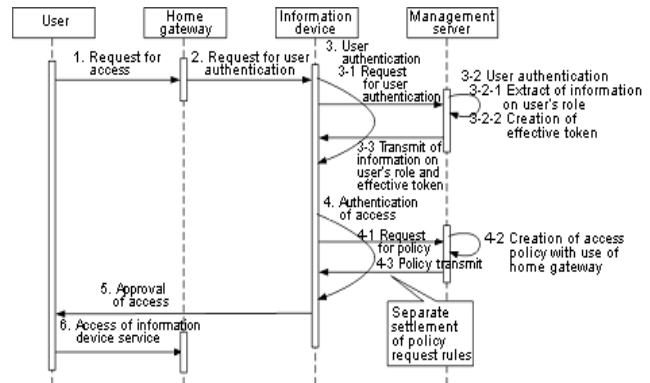 User
Home
gateway
Information
device
Management
server
1. Request for
access
2. Request for user
authentication
3. User
authentication
3-1 Request
for user
authentication
3-2 User authentication
3-2-1 Extract of information
on user's role
3-2-2 Creation of
effective token
3-3 Transmit of
information on
user's role and
effective token
4. Authentication
of access
4-1 Request
for policy
4-2 Creation of access
policy with use of
home gateway
4-3 Policy transmit
5. Approval
of access
6. Access of information
device service
Separate
settlement
of policy
request rules